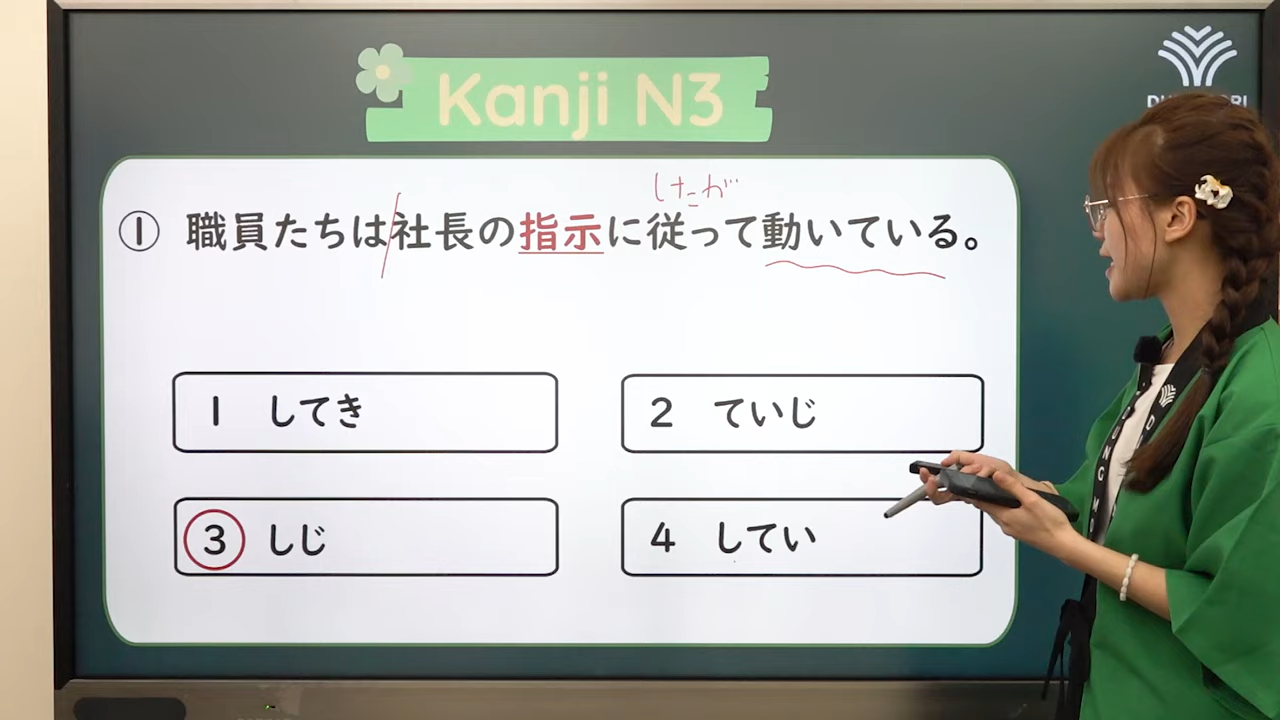 Kanji N3
したが
① 職員たちは社長の指示に従って動いている。
1 してき
2 ていじ
3 しじ
4 してい